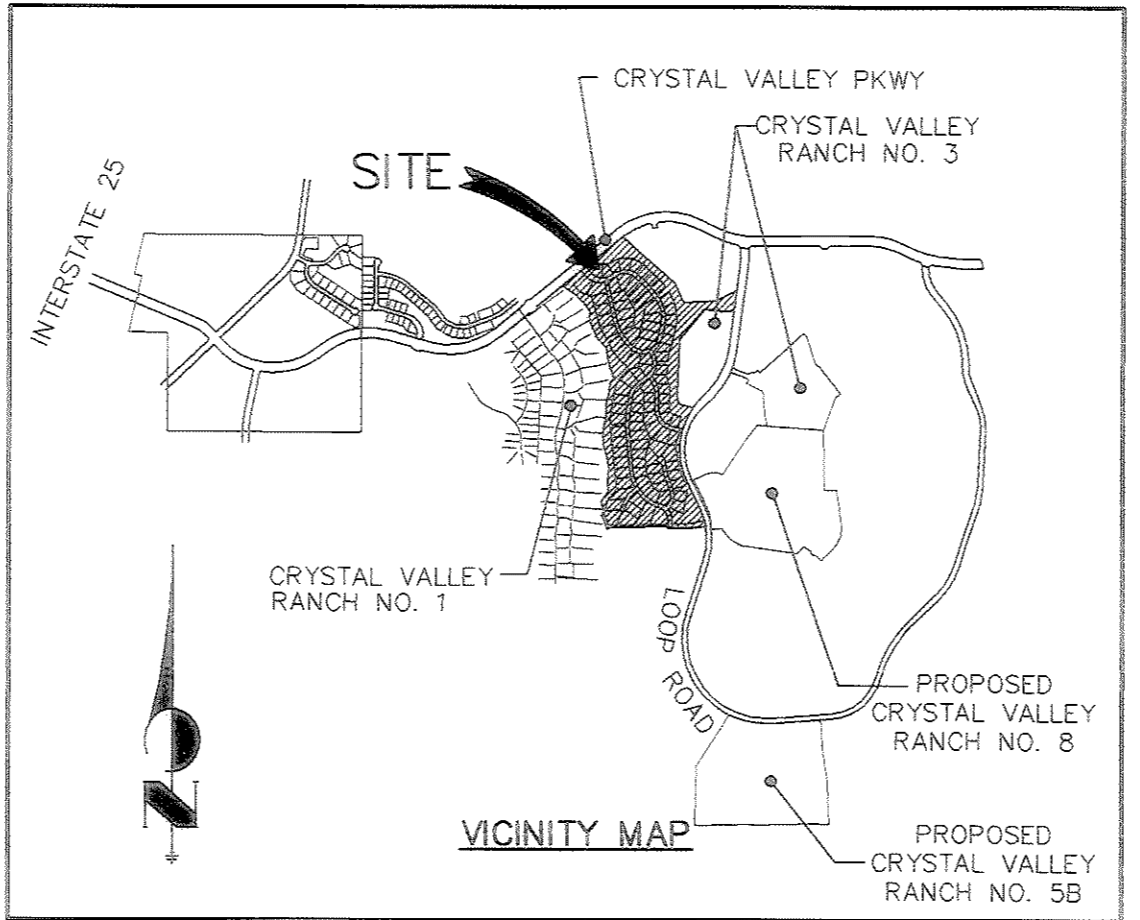 CRYSTAL VALLEY PKWY
CRYSTAL VALLEY
RANCH NO. 3
SITE
INTERSTATE 25
CRYSTAL VALLEY
RANCH NO. 1
LOOP ROAD
PROPOSED
CRYSTAL VALLEY
RANCH NO. 8
N
VICINITY MAP
PROPOSED
CRYSTAL VALLEY
RANCH NO. 5B